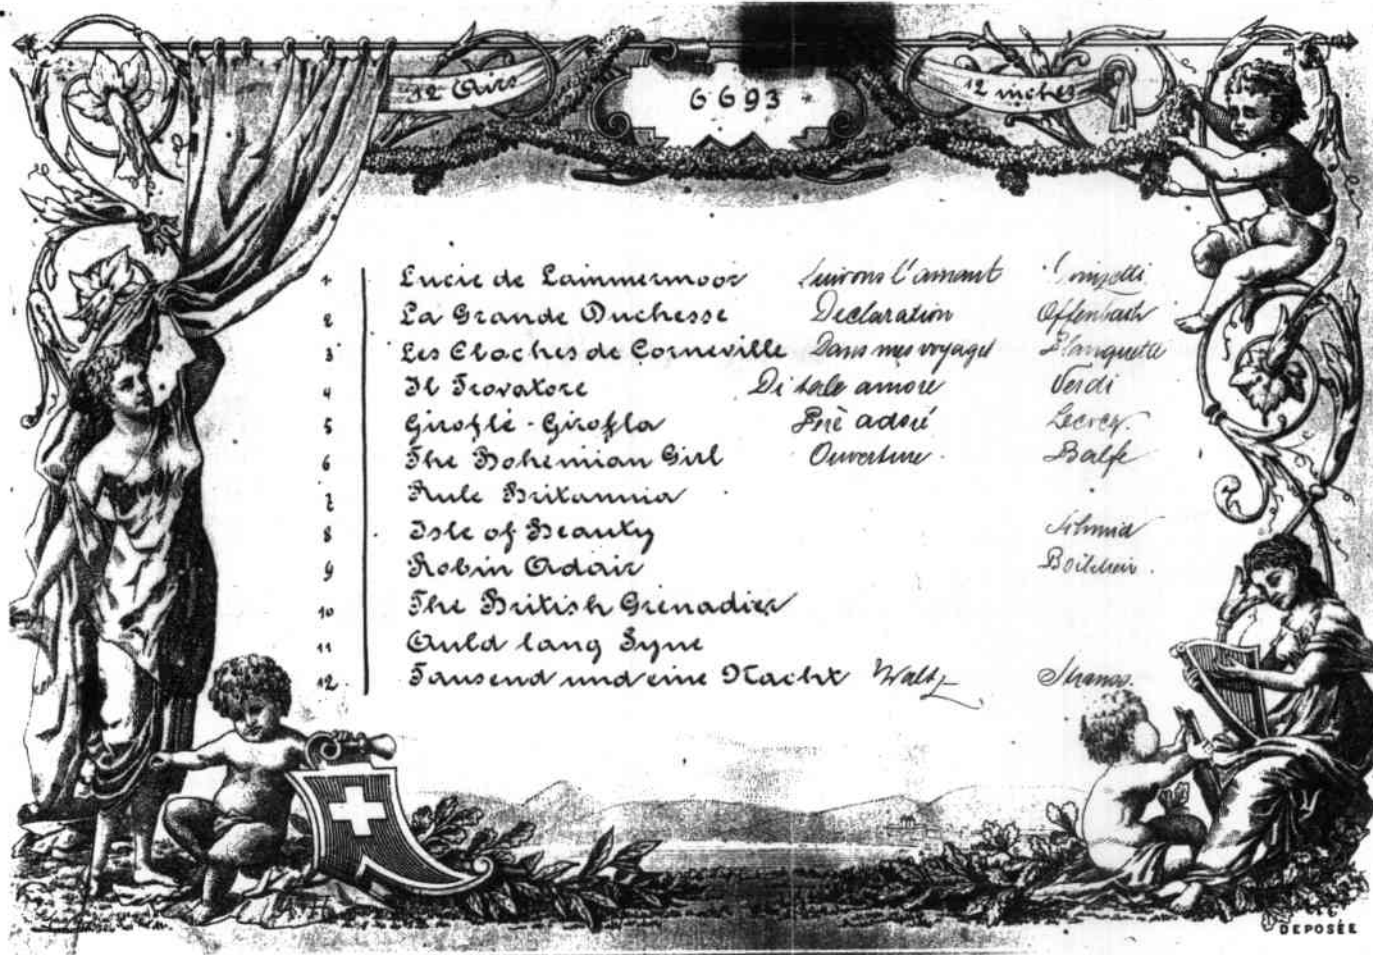 12 Airs
6693
12 inches
1 Lucie de Lammermoor Suivons l'amant Donizetti
2 La Grande Duchesse Declaration Offenbach
3 Les Cloches de Corneville Dans mes voyages Planquette
4 Il Trovatore Di tale amore Verdi
5 Giroflé-Girofla Père adoré Lecocq.
6 The Bohemian Girl Ouverture. Balfe
7 Rule Britannia
8 Isle of Beauty
9 Robin Adair
10 The British Grenadier
11 Auld lang Syne
12 Tausend und eine Nacht Waltz Strauss.
DEPOSÉE